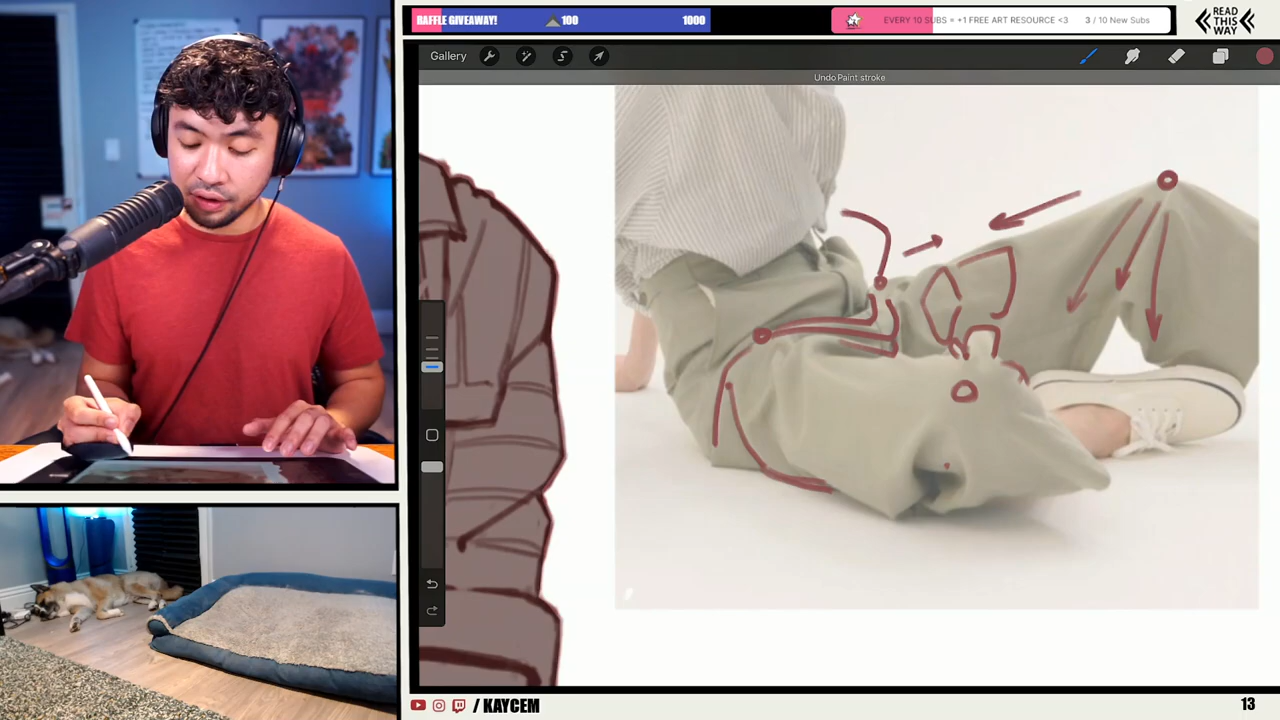 RAFFLE GIVEAWAY! 100 1000
EVERY 10 SUBS = +1 FREE ART RESOURCE <3 3 / 10 New Subs
READ
THIS
WAY
Gallery
Undo Paint stroke
/ KAYCEM
13